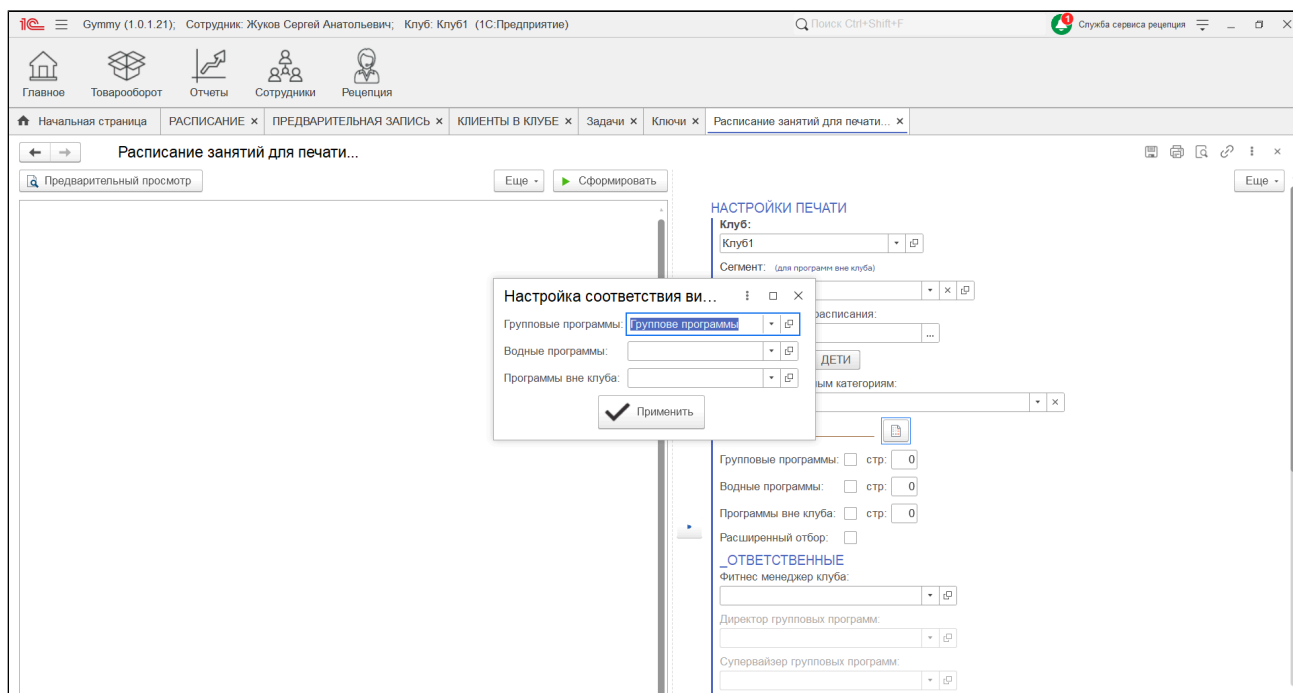 1С Gymmy (1.0.1.21); Сотрудник: Жуков Сергей Анатольевич; Клуб: Клуб1 (1С:Предприятие) Поиск Ctrl+Shift+F 1 Служба сервиса рецепция
Главное Товарооборот Отчеты Сотрудники Рецепция
Начальная страница РАСПИСАНИЕ × ПРЕДВАРИТЕЛЬНАЯ ЗАПИСЬ × КЛИЕНТЫ В КЛУБЕ × Задачи × Ключи × Расписание занятий для печати... ×
Расписание занятий для печати...
Предварительный просмотр Еще Сформировать Еще
НАСТРОЙКИ ПЕЧАТИ
Клуб:
Клуб1
Сегмент: (для программ вне клуба)
Настройка соответствия ви...
Групповые программы: Группове программы
Водные программы:
Программы вне клуба:
Применить
расписания:
...
ДЕТИ
ым категориям:
Групповые программы: стр: 0
Водные программы: стр: 0
Программы вне клуба: стр: 0
Расширенный отбор:
_ОТВЕТСТВЕННЫЕ
Фитнес менеджер клуба:
Директор групповых программ:
Супервайзер групповых программ: